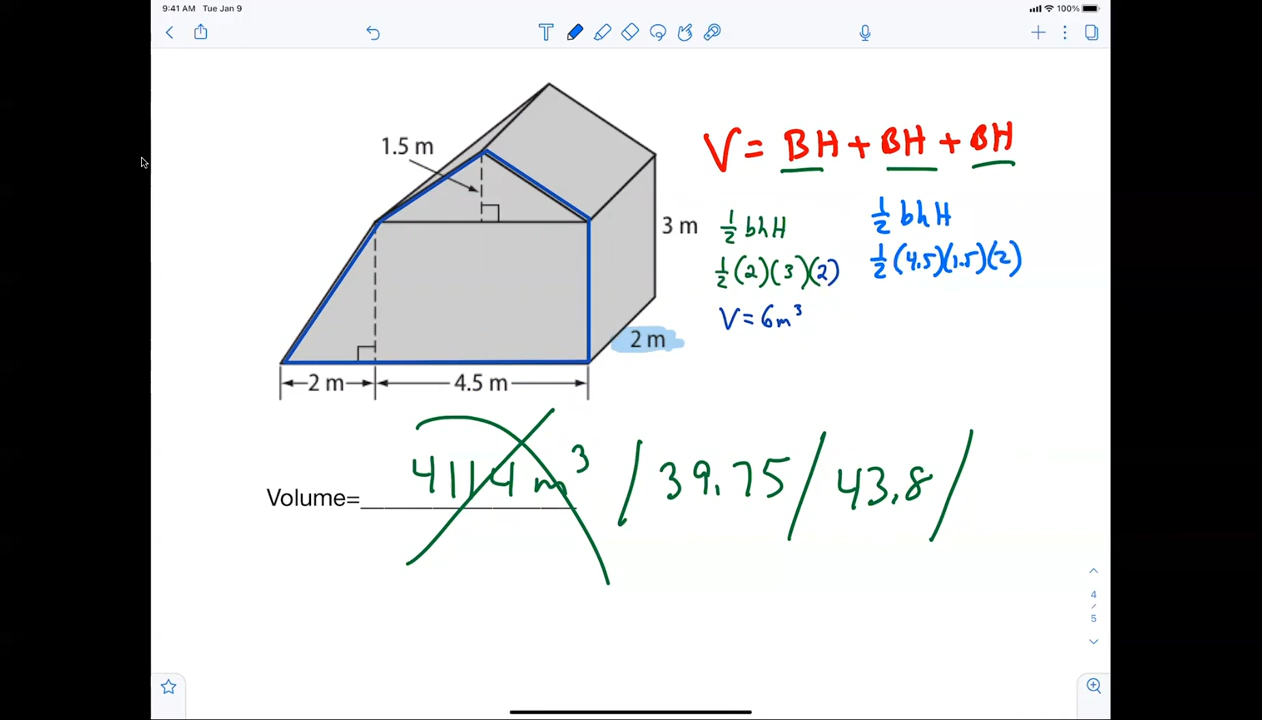 9:41 AM Tue Jan 9
100%
T
1.5 m
V = BH + BH + BH
3 m
½ bhH
½ bhH
½ (2)(3)(2)
½ (4.5)(1.5)(2)
V = 6m³
2 m
2 m
4.5 m
Volume= 4114 m³ / 39.75 / 43.8 /
4
/
5